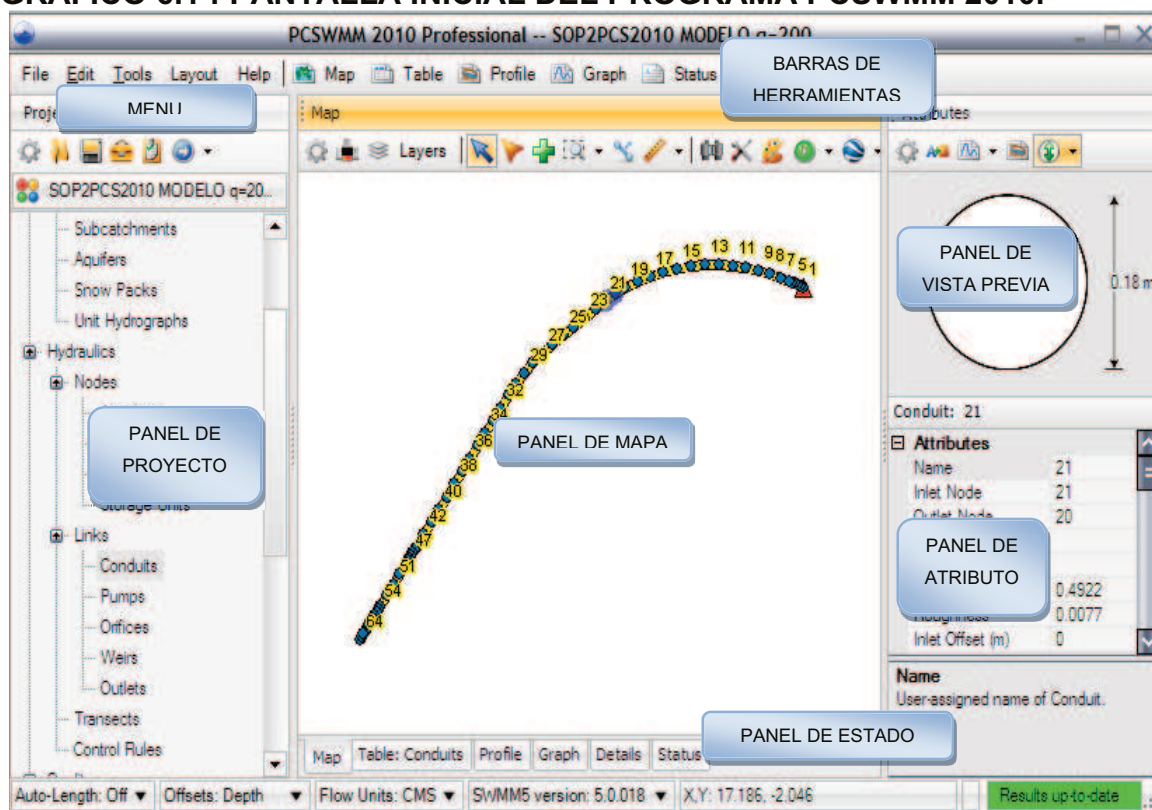 PCSWMM 2010 Professional -- SOP2PCS2010 MODELO q=200
File Edit Tools Layout Help Map Table Profile Graph Status
BARRAS DE
HERRAMIENTAS
MENU
Map
Attributes
Layers
SOP2PCS2010 MODELO q=20...
Subcatchments
Aquifers
Snow Packs
Unit Hydrographs
Hydraulics
Nodes
Storage Units
Links
Conduits
Pumps
Orifices
Weirs
Outlets
Transects
Control Rules
PANEL DE
PROYECTO
1
5
7
8
9
11
13
15
17
19
21
23
25
27
29
32
34
36
38
40
42
47
51
54
64
PANEL DE MAPA
PANEL DE
VISTA PREVIA
0.18 m
Conduit: 21
Attributes
Name 21
Inlet Node 21
Outlet Node 20
0.4922
Roughness 0.0077
Inlet Offset (m) 0
PANEL DE
ATRIBUTO
Name
User-assigned name of Conduit.
PANEL DE ESTADO
Map Table: Conduits Profile Graph Details Status
Auto-Length: Off Offsets: Depth Flow Units: CMS SWMM5 version: 5.0.018 X,Y: 17.186, -2.046 Results up-to-date